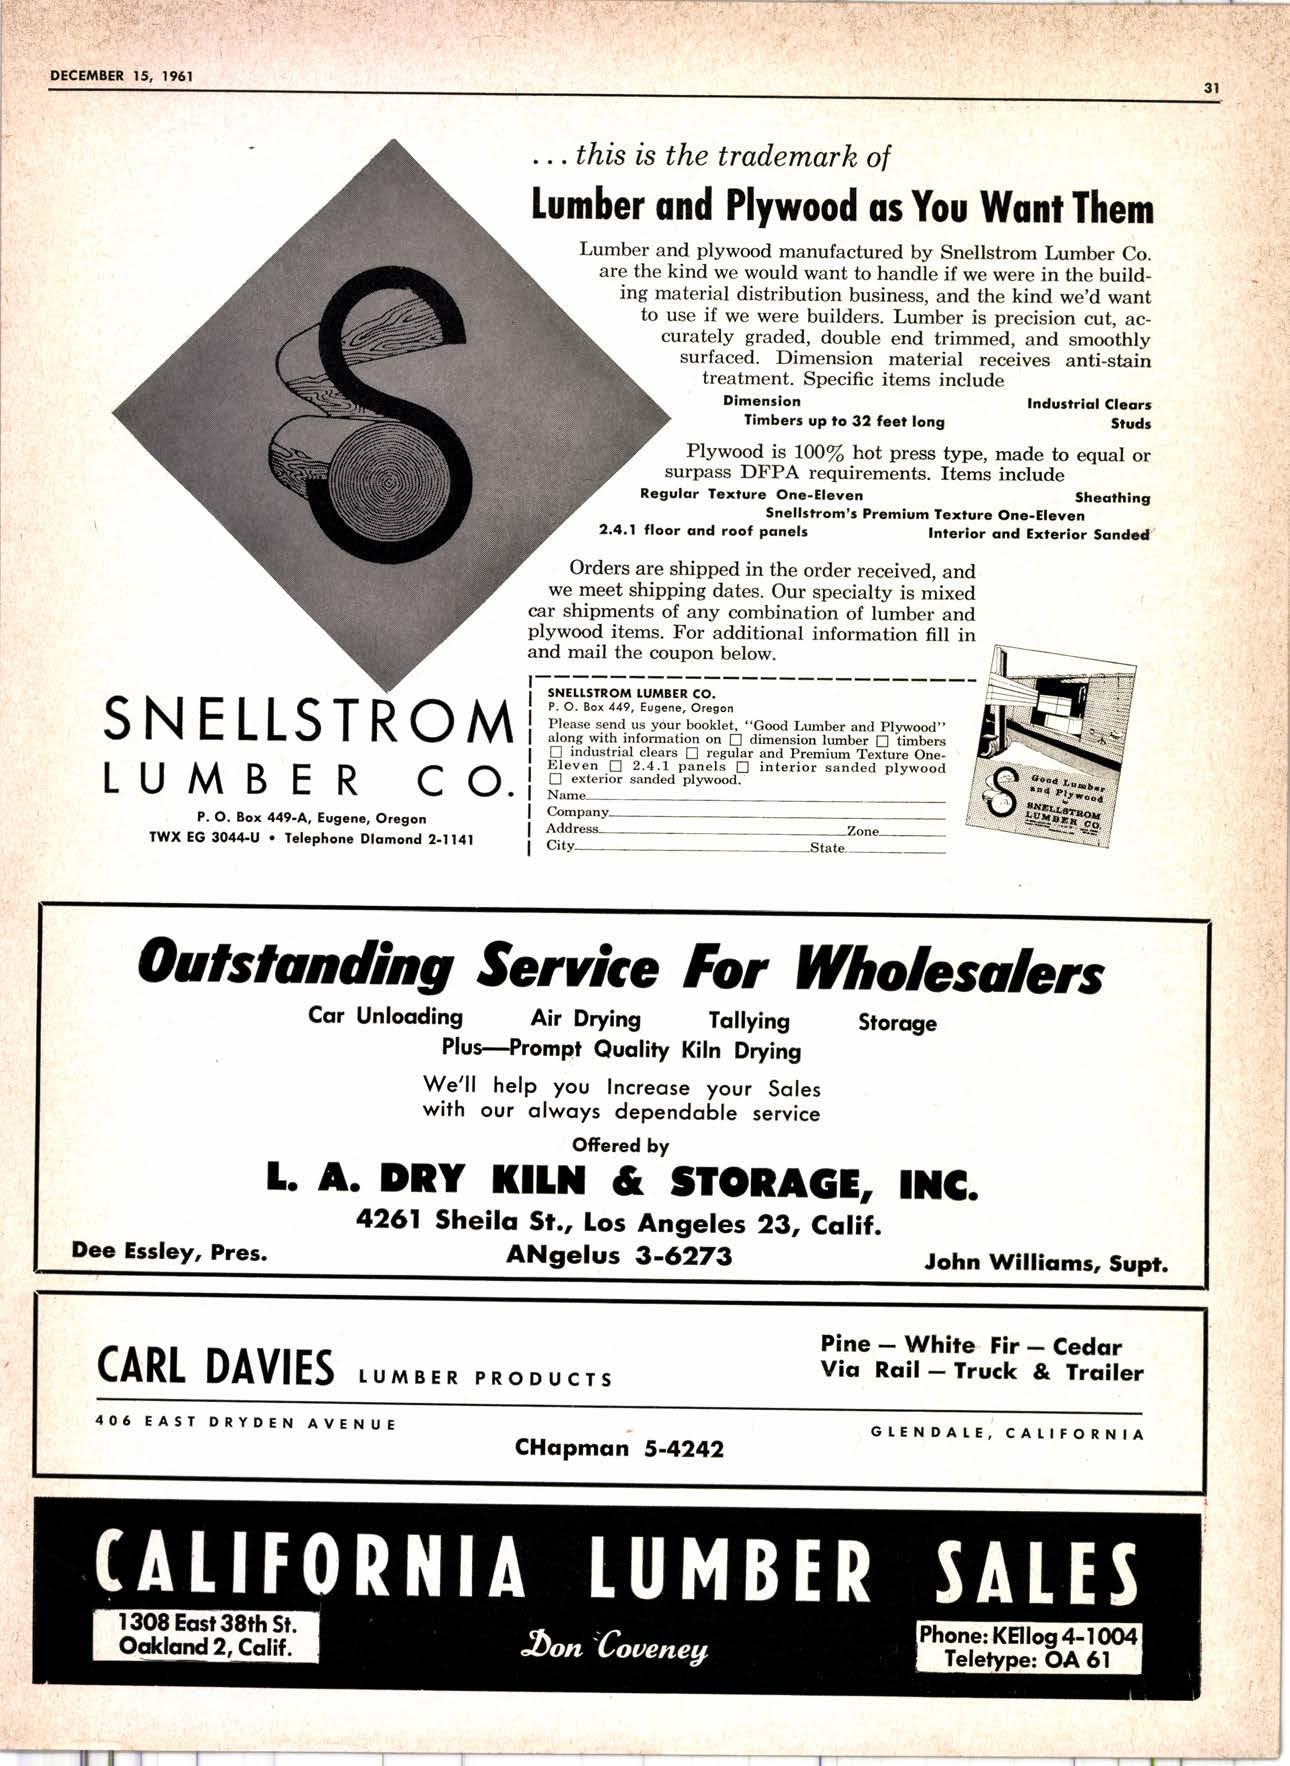 DECEMBER 15, 1961
31
... this is the trademark of
Lumber and Plywood as You Want Them
Lumber and plywood manufactured by Snellstrom Lumber Co.
are the kind we would want to handle if we were in the build-
ing material distribution business, and the kind we'd want
to use if we were builders. Lumber is precision cut, ac-
curately graded, double end trimmed, and smoothly
surfaced. Dimension material receives anti-stain
treatment. Specific items include
Dimension Industrial Clears
Timbers up to 32 feet long Studs
Plywood is 100% hot press type, made to equal or
surpass DFPA requirements. Items include
Regular Texture One-Eleven Sheathing
Snellstrom's Premium Texture One-Eleven
2.4.1 floor and roof panels Interior and Exterior Sanded
Orders are shipped in the order received, and
we meet shipping dates. Our specialty is mixed
car shipments of any combination of lumber and
plywood items. For additional information fill in
and mail the coupon below.
SNELLSTROM
LUMBER CO.
P. O. Box 449-A, Eugene, Oregon
TWX EG 3044-U • Telephone DIamond 2-1141
SNELLSTROM LUMBER CO.
P. O. Box 449, Eugene, Oregon
Please send us your booklet, "Good Lumber and Plywood"
along with information on □ dimension lumber □ timbers
□ industrial clears □ regular and Premium Texture One-
Eleven □ 2.4.1 panels □ interior sanded plywood
□ exterior sanded plywood.
Name
Company
Address Zone
City State
Good Lumber
and Plywood
SNELLSTROM
LUMBER CO.
Outstanding Service For Wholesalers
Car Unloading Air Drying Tallying Storage
Plus—Prompt Quality Kiln Drying
We'll help you Increase your Sales
with our always dependable service
Offered by
L. A. DRY KILN & STORAGE, INC.
4261 Sheila St., Los Angeles 23, Calif.
Dee Essley, Pres. ANgelus 3-6273 John Williams, Supt.
CARL DAVIES LUMBER PRODUCTS
Pine — White Fir — Cedar
Via Rail — Truck & Trailer
406 EAST DRYDEN AVENUE
GLENDALE, CALIFORNIA
CHapman 5-4242
CALIFORNIA LUMBER SALES
1308 East 38th St.
Oakland 2, Calif.
Don Coveney
Phone: KEllog 4-1004
Teletype: OA 61